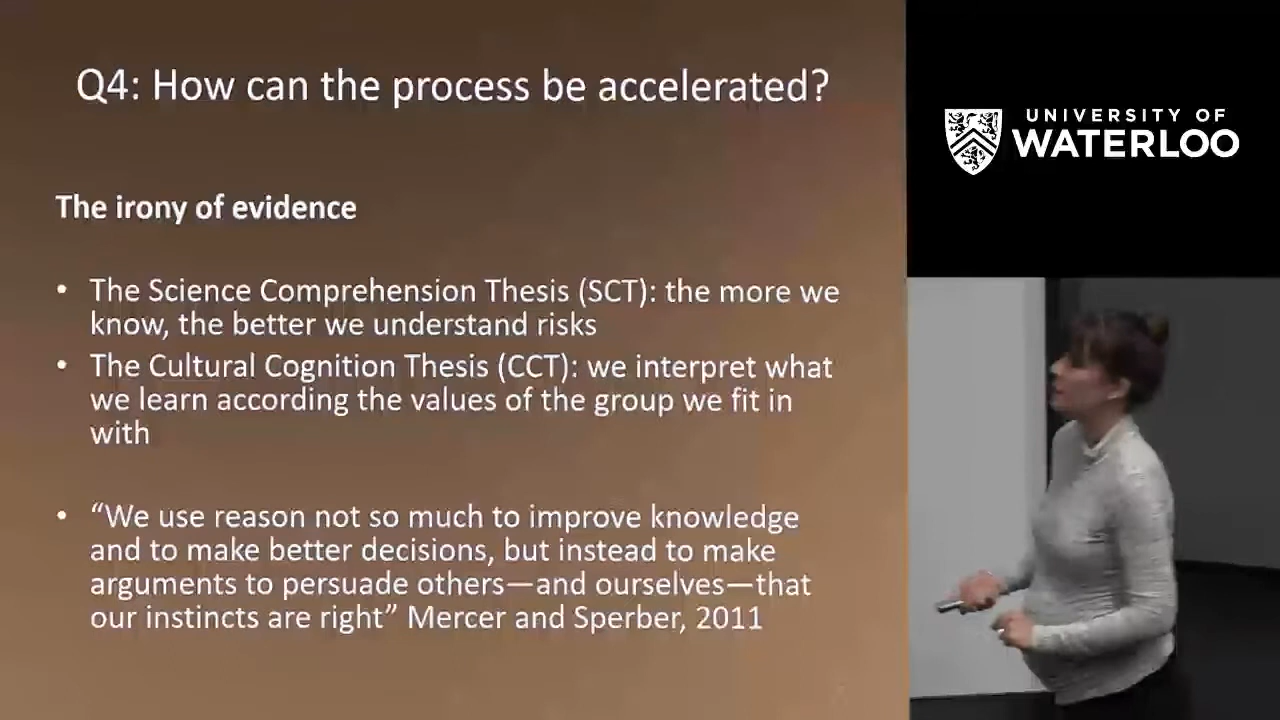 Q4: How can the process be accelerated?
The irony of evidence
• The Science Comprehension Thesis (SCT): the more we
know, the better we understand risks
• The Cultural Cognition Thesis (CCT): we interpret what
we learn according the values of the group we fit in
with
• “We use reason not so much to improve knowledge
and to make better decisions, but instead to make
arguments to persuade others—and ourselves—that
our instincts are right” Mercer and Sperber, 2011
UNIVERSITY OF
WATERLOO